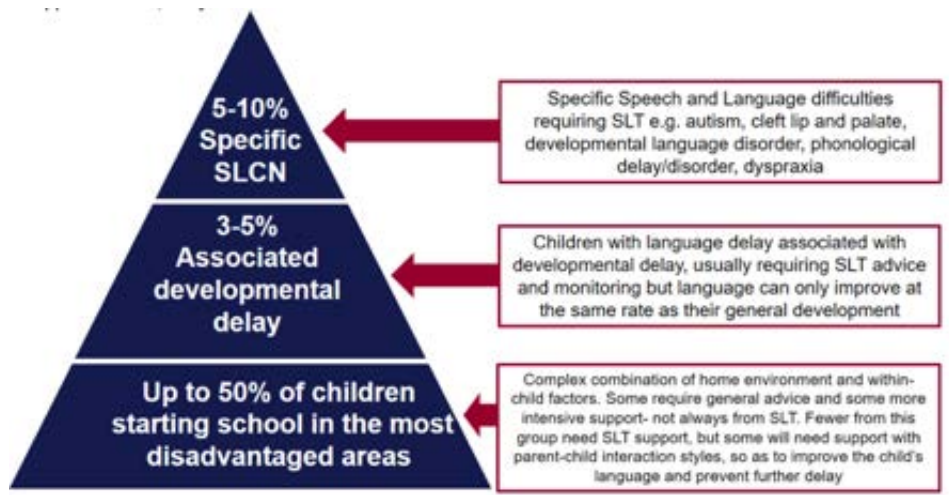 5-10%
Specific
SLCN
Specific Speech and Language difficulties
requiring SLT e.g. autism, cleft lip and palate,
developmental language disorder, phonological
delay/disorder, dyspraxia
3-5%
Associated
developmental
delay
Children with language delay associated with
developmental delay, usually requiring SLT advice
and monitoring but language can only improve at
the same rate as their general development
Up to 50% of children
starting school in the most
disadvantaged areas
Complex combination of home environment and within-
child factors. Some require general advice and some more
intensive support- not always from SLT. Fewer from this
group need SLT support, but some will need support with
parent-child interaction styles, so as to improve the child's
language and prevent further delay